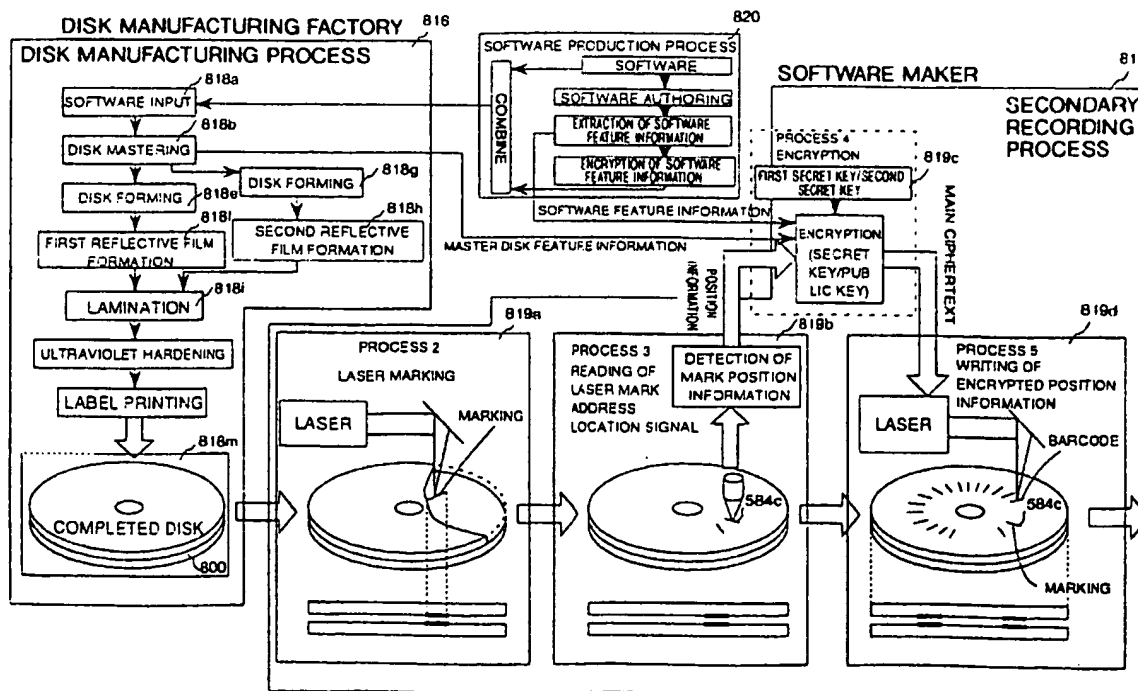 DISK MANUFACTURING FACTORY
816
DISK MANUFACTURING PROCESS
818a
SOFTWARE INPUT
818b
DISK MASTERING
DISK FORMING
818e
DISK FORMING
818g
818f
FIRST REFLECTIVE FILM
FORMATION
818h
SECOND REFLECTIVE
FILM FORMATION
818i
LAMINATION
ULTRAVIOLET HARDENING
LABEL PRINTING
818m
COMPLETED DISK
800
820
SOFTWARE PRODUCTION PROCESS
COMBINE
SOFTWARE
SOFTWARE AUTHORING
EXTRACTION OF SOFTWARE
FEATURE INFORMATION
ENCRYPTION OF SOFTWARE
FEATURE INFORMATION
SOFTWARE FEATURE INFORMATION
MASTER DISK FEATURE INFORMATION
POSITION
INFORMATION
SOFTWARE MAKER
SECONDARY
RECORDING
PROCESS
PROCESS 4
ENCRYPTION
819c
FIRST SECRET KEY/SECOND
SECRET KEY
ENCRYPTION
(SECRET
KEY/PUB
LIC KEY)
MAIN CIPHERTEXT
819a
PROCESS 2
LASER MARKING
LASER
MARKING
819b
PROCESS 3
READING OF
LASER MARK
ADDRESS
LOCATION SIGNAL
DETECTION OF
MARK POSITION
INFORMATION
584c
819d
PROCESS 5
WRITING OF
ENCRYPTED POSITION
INFORMATION
LASER
BARCODE
584c
MARKING